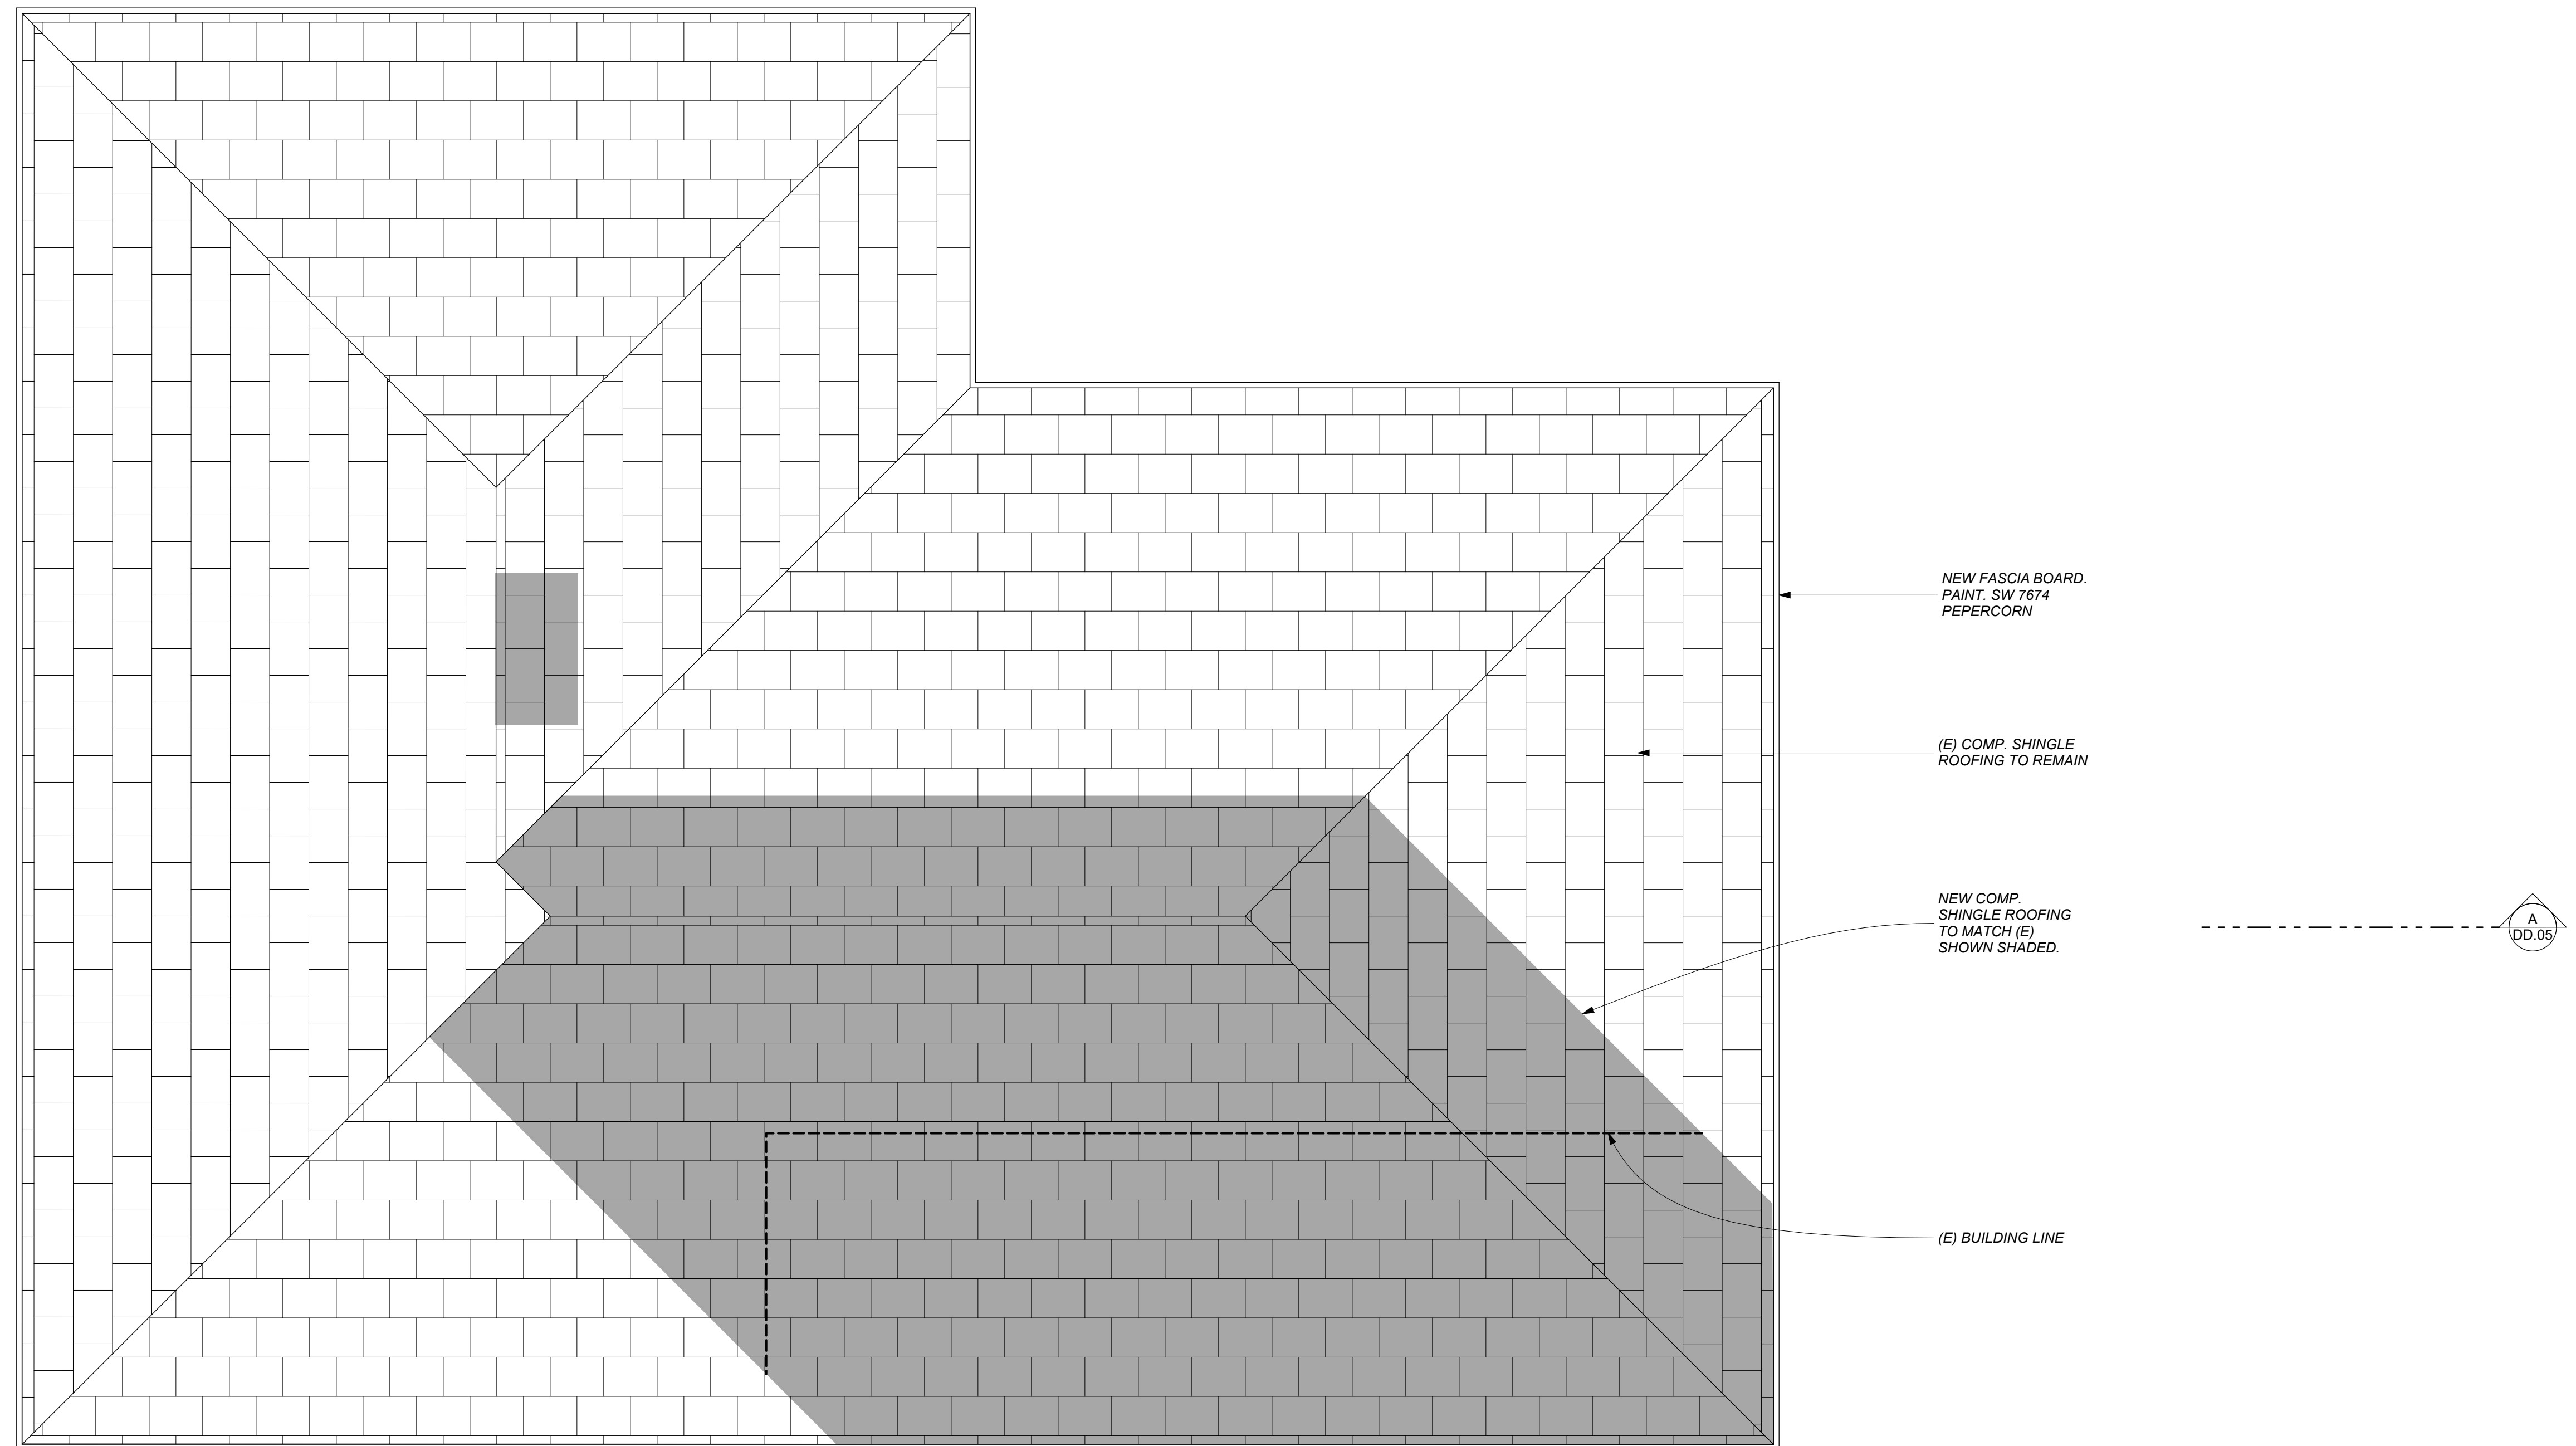 NEW FASCIA BOARD.
PAINT. SW 7674
PEPERCORN
(E) COMP. SHINGLE
ROOFING TO REMAIN
NEW COMP.
SHINGLE ROOFING
TO MATCH (E)
SHOWN SHADED.
A
DD.05
(E) BUILDING LINE